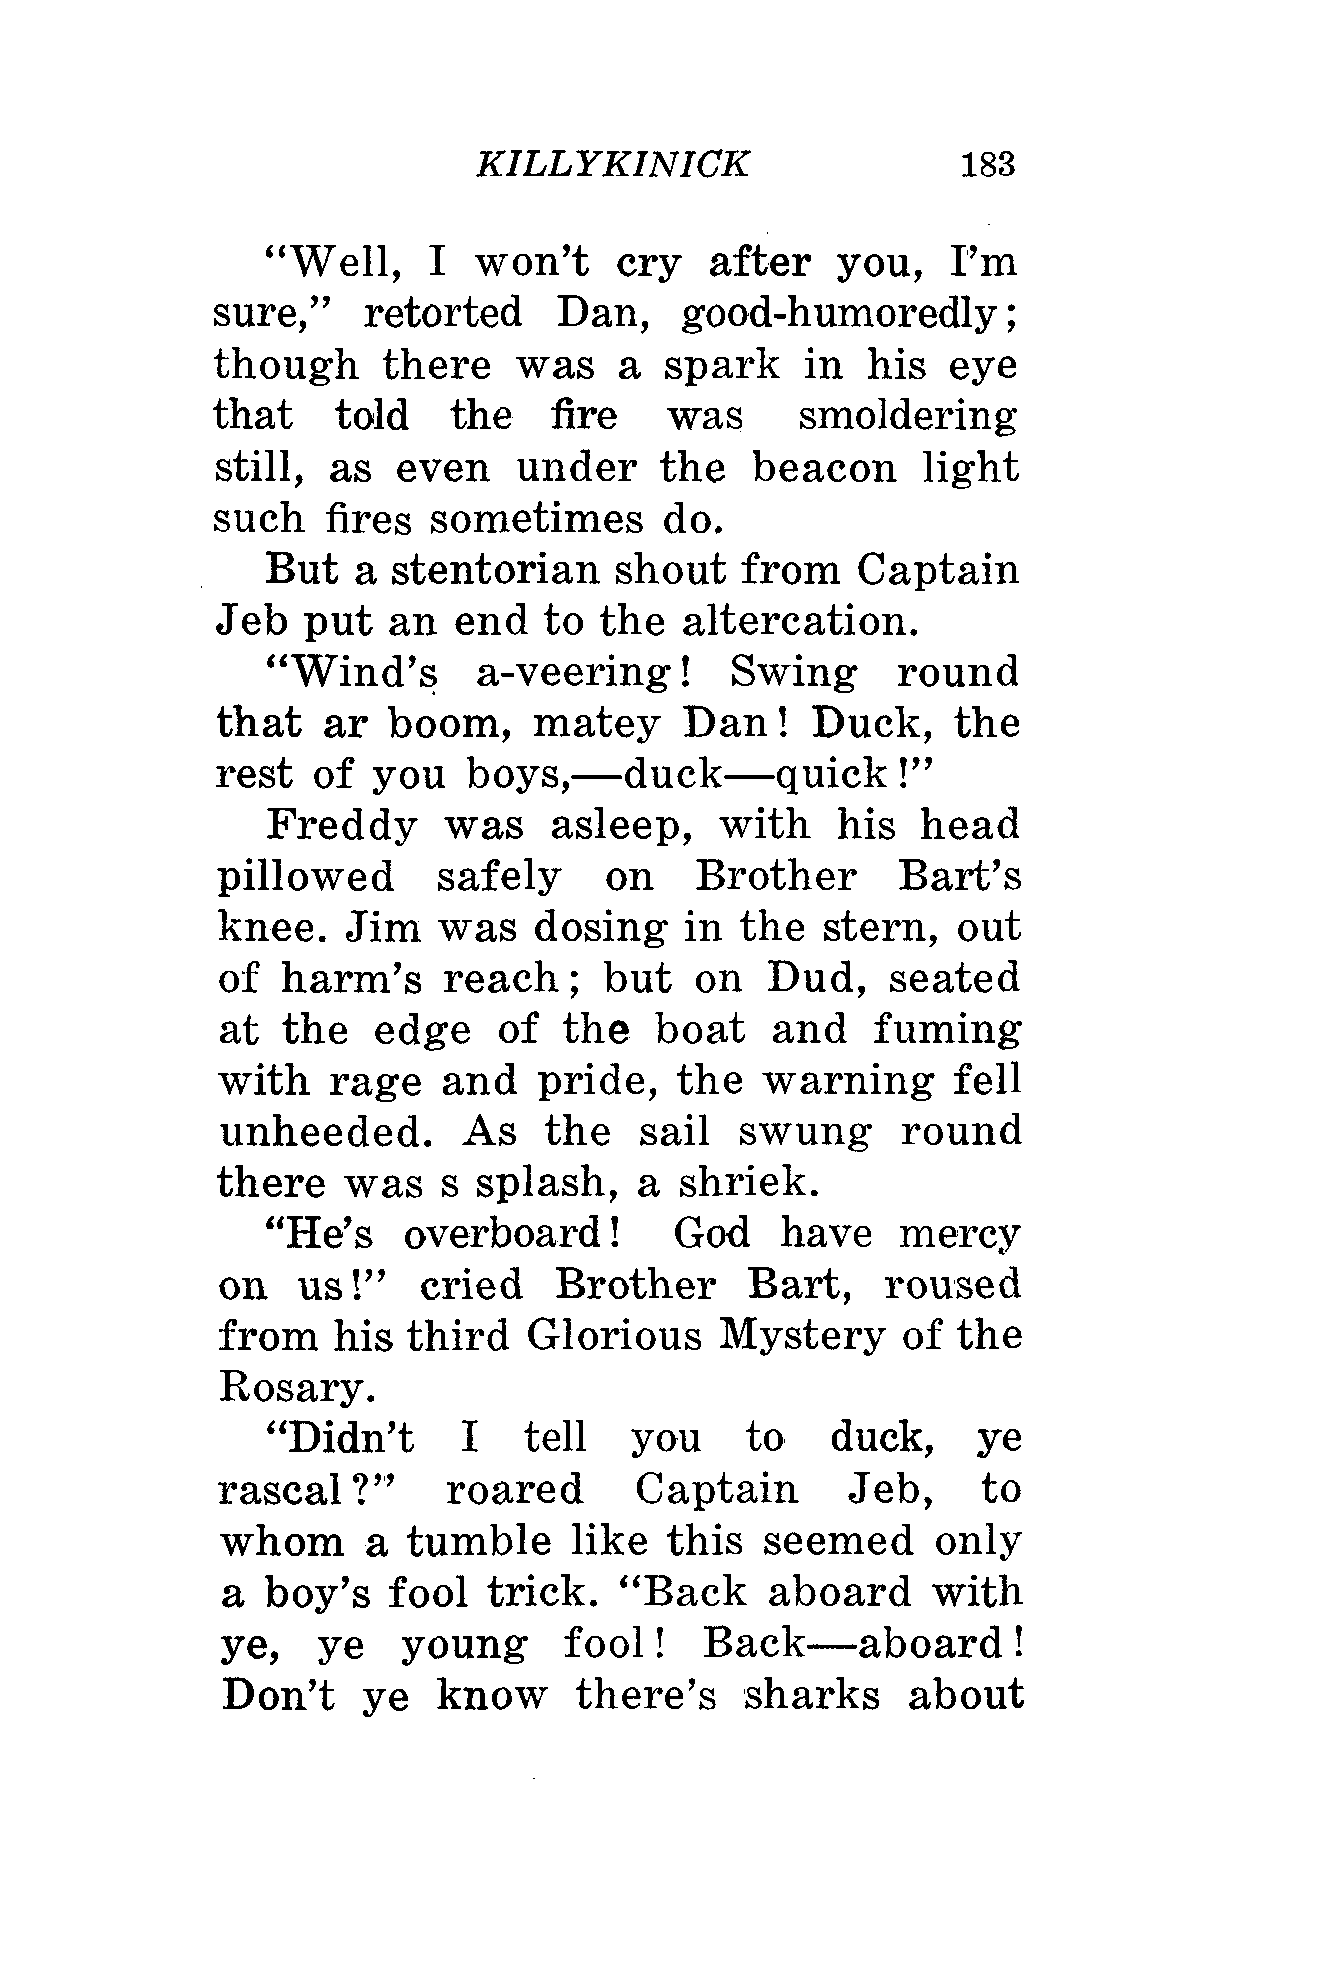 KILLYKINICK 183
“Well, I won’t cry after you, I’m
sure,” retorted Dan, good-humoredly;
though there was a spark in his eye
that told the fire was smoldering
still, as even under the beacon light
such fires sometimes do.
But a stentorian shout from Captain
Jeb put an end to the altercation.
“Wind’s a-veering! Swing round
that ar boom, matey Dan! Duck, the
rest of you boys,—duck—quick!”
Freddy was asleep, with his head
pillowed safely on Brother Bart’s
knee. Jim was dosing in the stern, out
of harm’s reach; but on Dud, seated
at the edge of the boat and fuming
with rage and pride, the warning fell
unheeded. As the sail swung round
there was s splash, a shriek.
“He’s overboard! God have mercy
on us!” cried Brother Bart, roused
from his third Glorious Mystery of the
Rosary.
“Didn’t I tell you to duck, ye
rascal?” roared Captain Jeb, to
whom a tumble like this seemed only
a boy’s fool trick. “Back aboard with
ye, ye young fool! Back—aboard!
Don’t ye know there’s sharks about